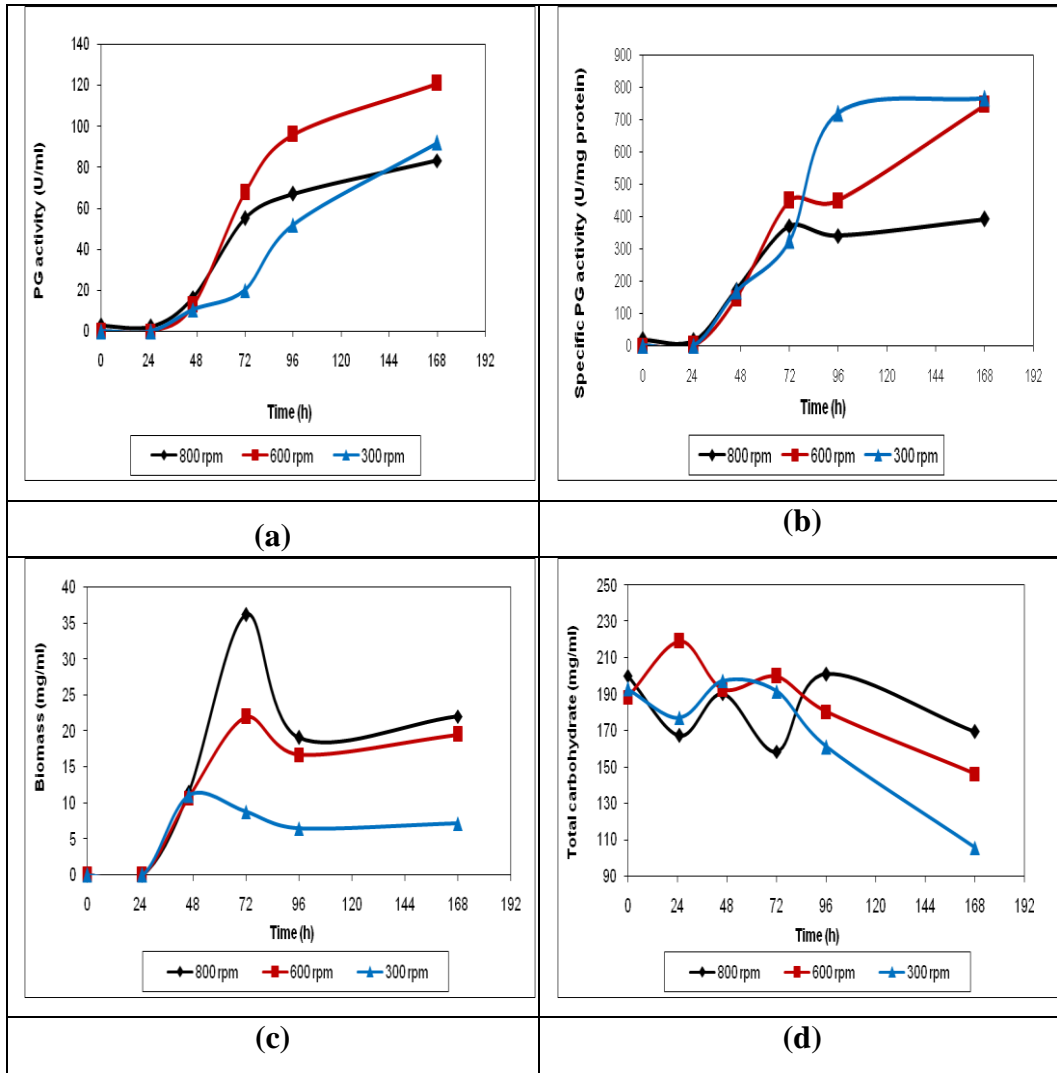 PG activity (U/ml)
140
120
100
80
60
40
20
0
0 24 48 72 96 120 144 168 192
Time (h)
800 rpm 600 rpm 300 rpm
(a)
Specific PG activity (U/mg protein)
900
800
700
600
500
400
300
200
100
0
0 24 48 72 96 120 144 168 192
Time (h)
800 rpm 600 rpm 300 rpm
(b)
Biomass (mg/ml)
40
35
30
25
20
15
10
5
0
0 24 48 72 96 120 144 168 192
Time (h)
800 rpm 600 rpm 300 rpm
(c)
Total carbohydrate (mg/ml)
250
230
210
190
170
150
130
110
90
0 24 48 72 96 120 144 168 192
Time (h)
800 rpm 600 rpm 300 rpm
(d)